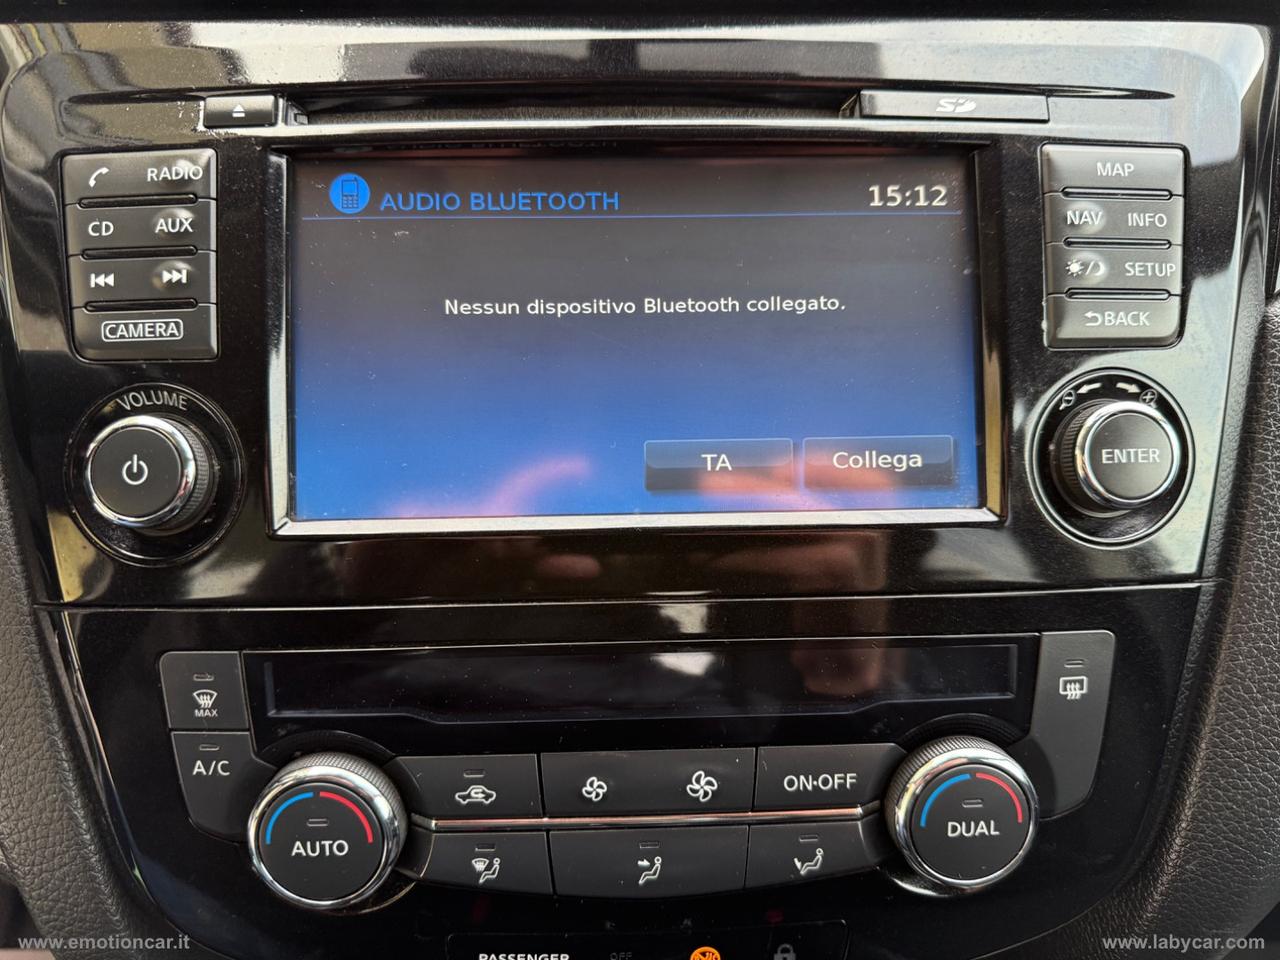 SD
RADIO
CD AUX
CAMERA
VOLUME
AUDIO BLUETOOTH 15:12
Nessun dispositivo Bluetooth collegato.
TA Collega
MAP
NAV INFO
SETUP
BACK
ENTER
MAX
A/C
AUTO
ON·OFF
DUAL
PASSENGER OFF
www.emotioncar.it
www.labycar.com